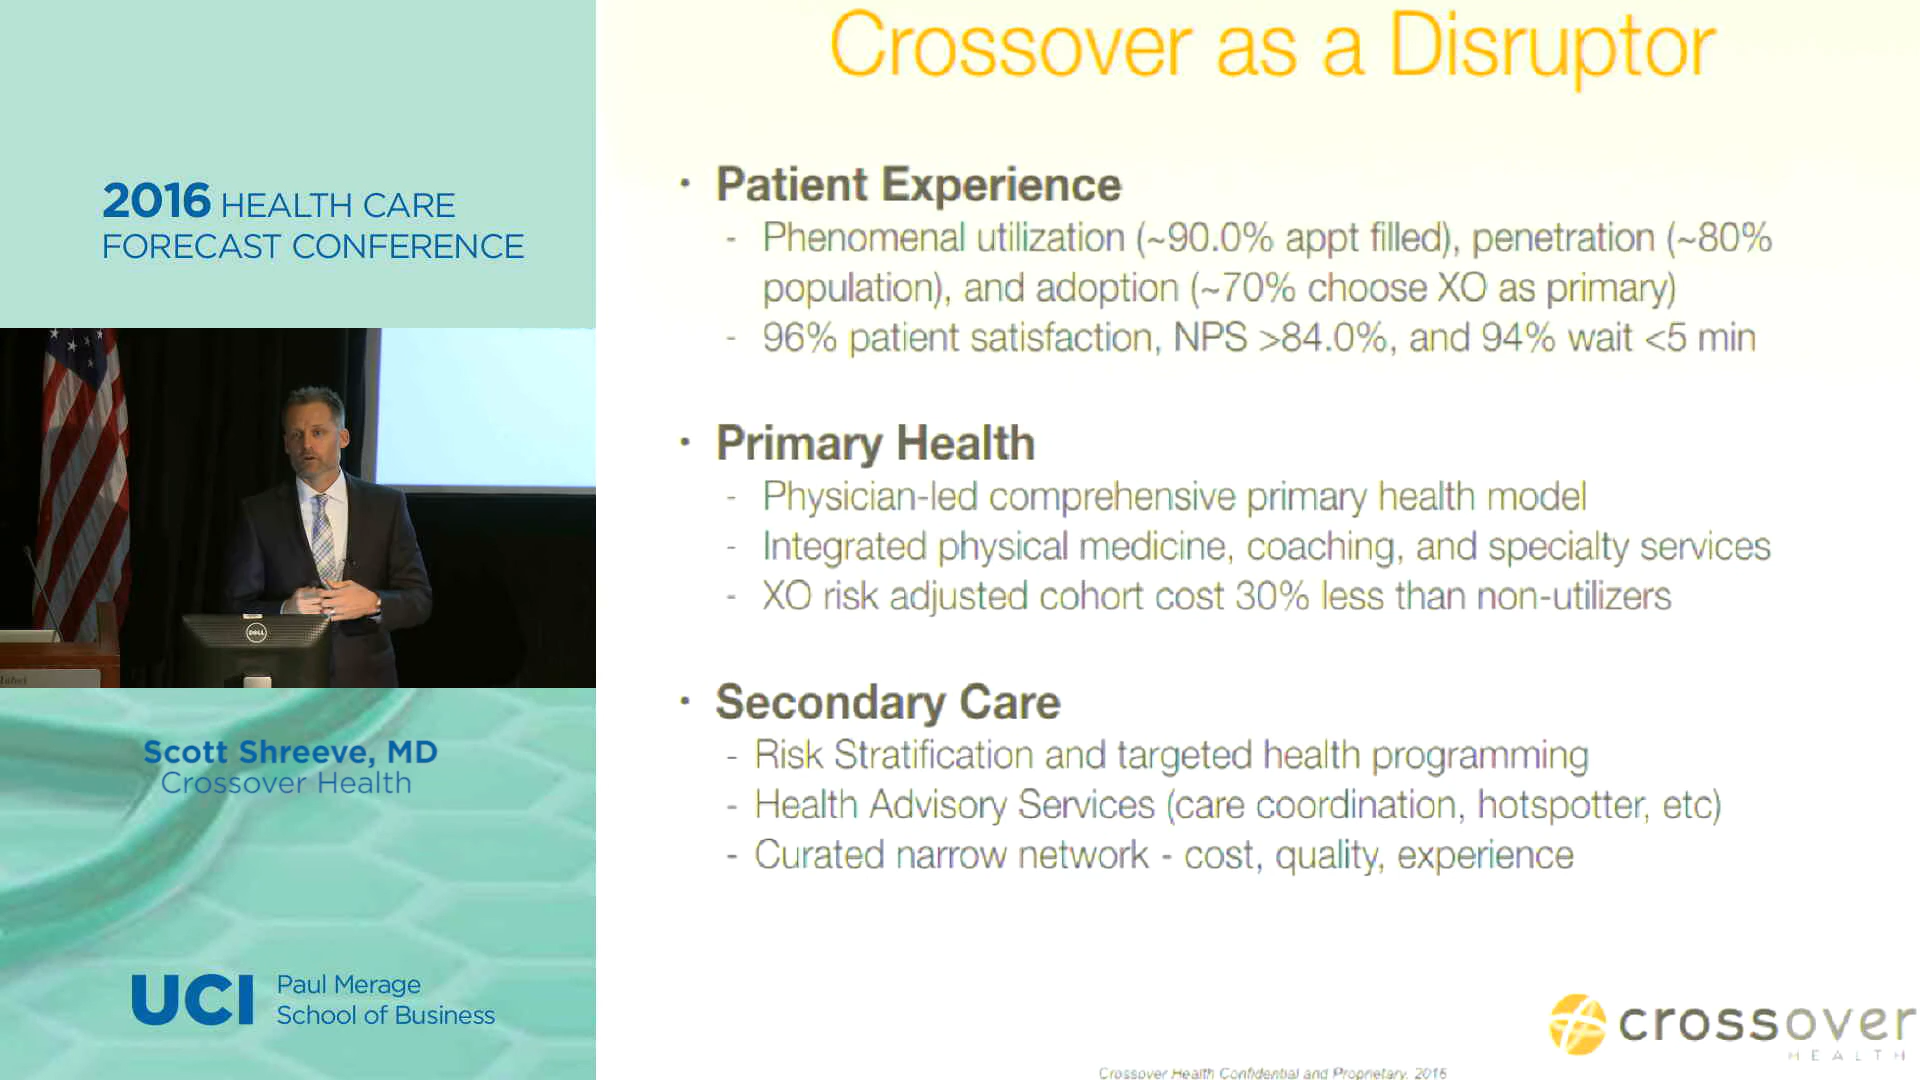 2016 HEALTH CARE
FORECAST CONFERENCE
DELL
Scott Shreeve, MD
Crossover Health
UCI Paul Merage
School of Business
Crossover as a Disruptor
• Patient Experience
- Phenomenal utilization (~90.0% appt filled), penetration (~80%
population), and adoption (~70% choose XO as primary)
- 96% patient satisfaction, NPS >84.0%, and 94% wait <5 min
• Primary Health
- Physician-led comprehensive primary health model
- Integrated physical medicine, coaching, and specialty services
- XO risk adjusted cohort cost 30% less than non-utilizers
• Secondary Care
- Risk Stratification and targeted health programming
- Health Advisory Services (care coordination, hotspotter, etc)
- Curated narrow network - cost, quality, experience
crossover
HEALTH
Crossover Health Confidential and Proprietary. 2016